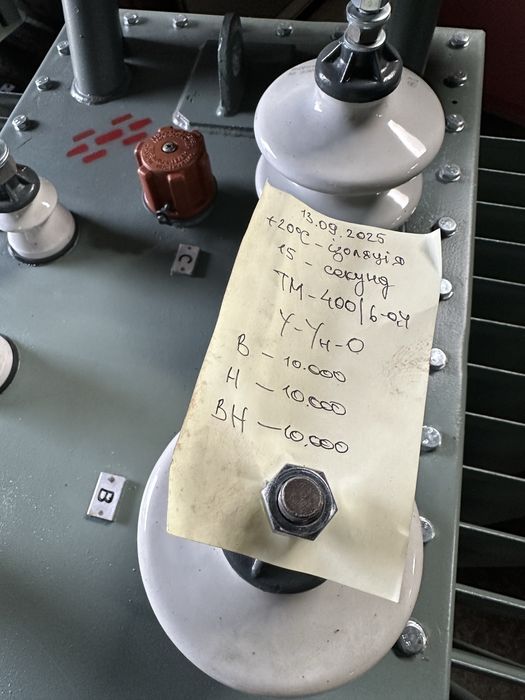 13.09.2025
+20°С - ізоляція
15 - секунд
ТМ-400/6-0,4
У-Ун-0
В - 10.000
Н - 10.000
ВН - 10.000
C
B